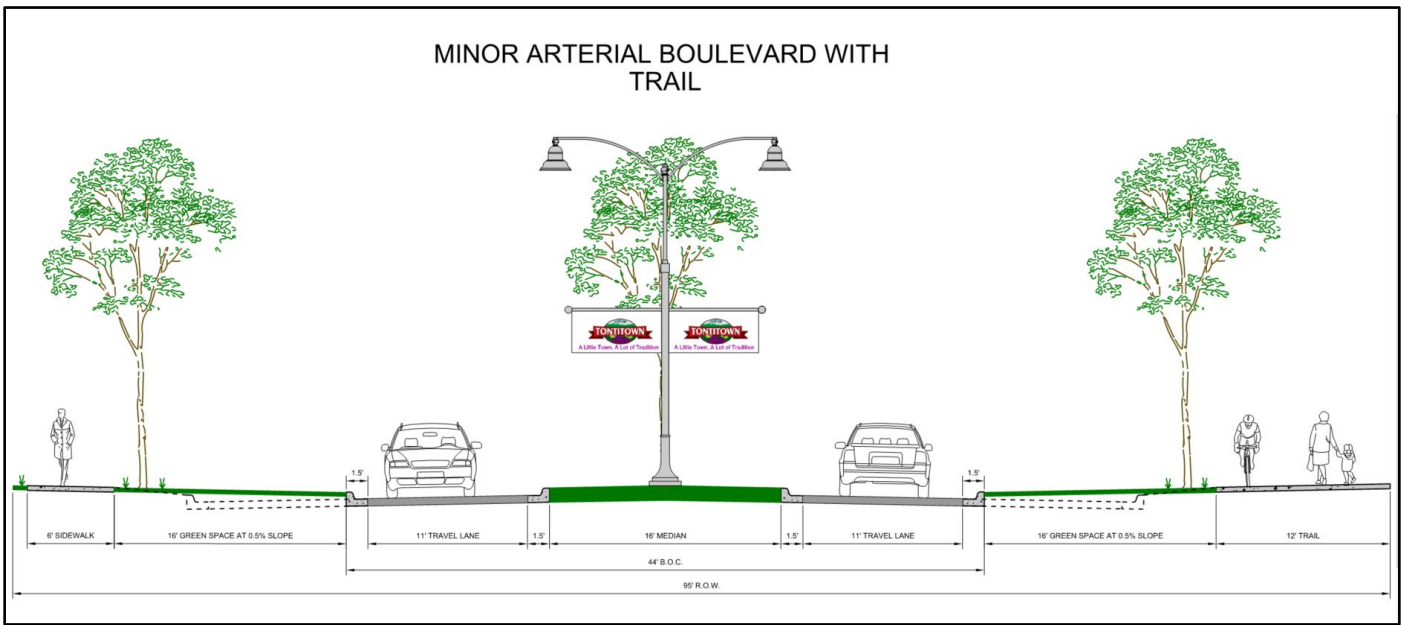 MINOR ARTERIAL BOULEVARD WITH
TRAIL
TONTITOWN
A Little Town, A Lot of Tradition
TONTITOWN
A Little Town, A Lot of Tradition
1.5'
1.5'
6' SIDEWALK
16' GREEN SPACE AT 0.5% SLOPE
11' TRAVEL LANE
1.5'
16' MEDIAN
1.5'
11' TRAVEL LANE
16' GREEN SPACE AT 0.5% SLOPE
12' TRAIL
44' B.O.C.
95' R.O.W.